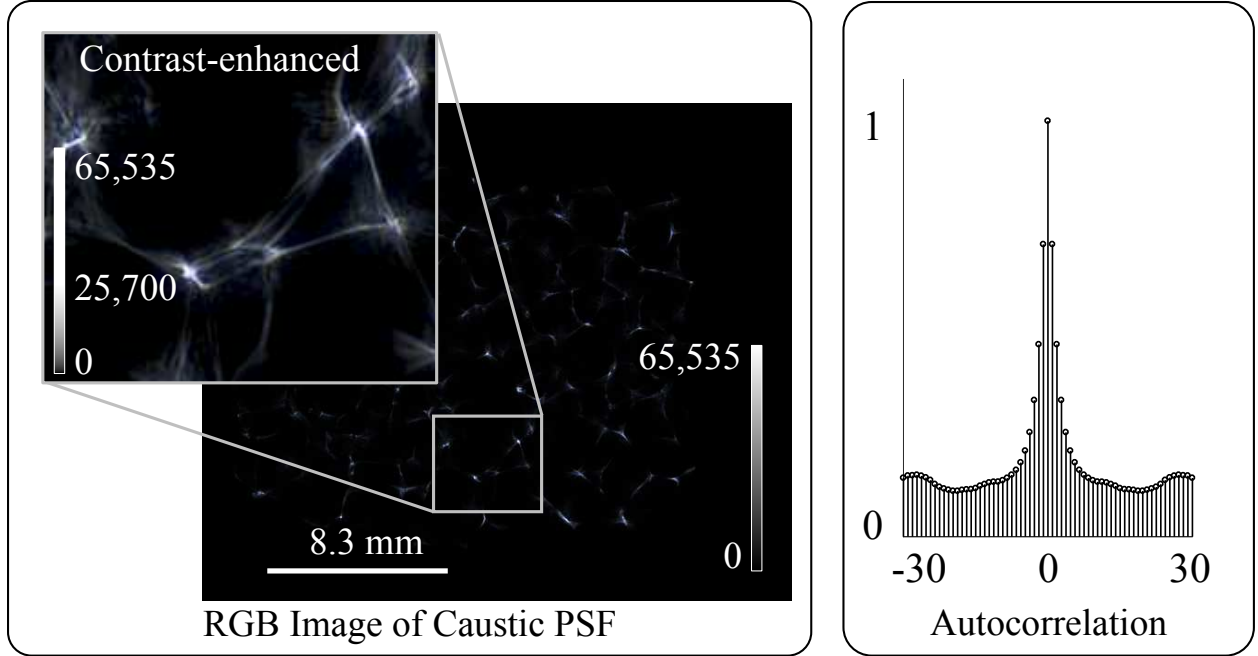 Contrast-enhanced
65,535
25,700
0
65,535
0
8.3 mm
RGB Image of Caustic PSF
1
0
-30 0 30
Autocorrelation